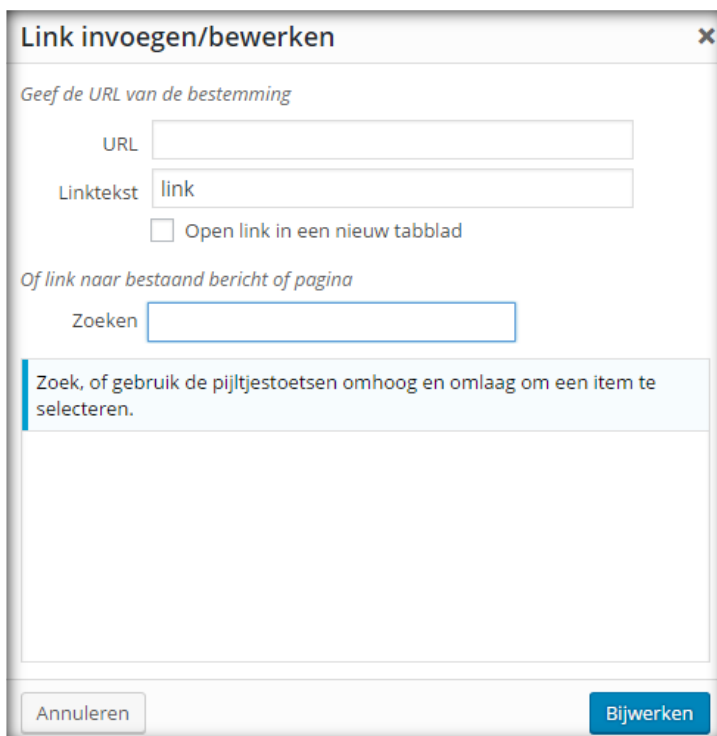 Link invoegen/bewerken
Geef de URL van de bestemming
URL
Linktekst link
Open link in een nieuw tabblad
Of link naar bestaand bericht of pagina
Zoeken
Zoek, of gebruik de pijltjestoetsen omhoog en omlaag om een item te
selecteren.
Annuleren Bijwerken